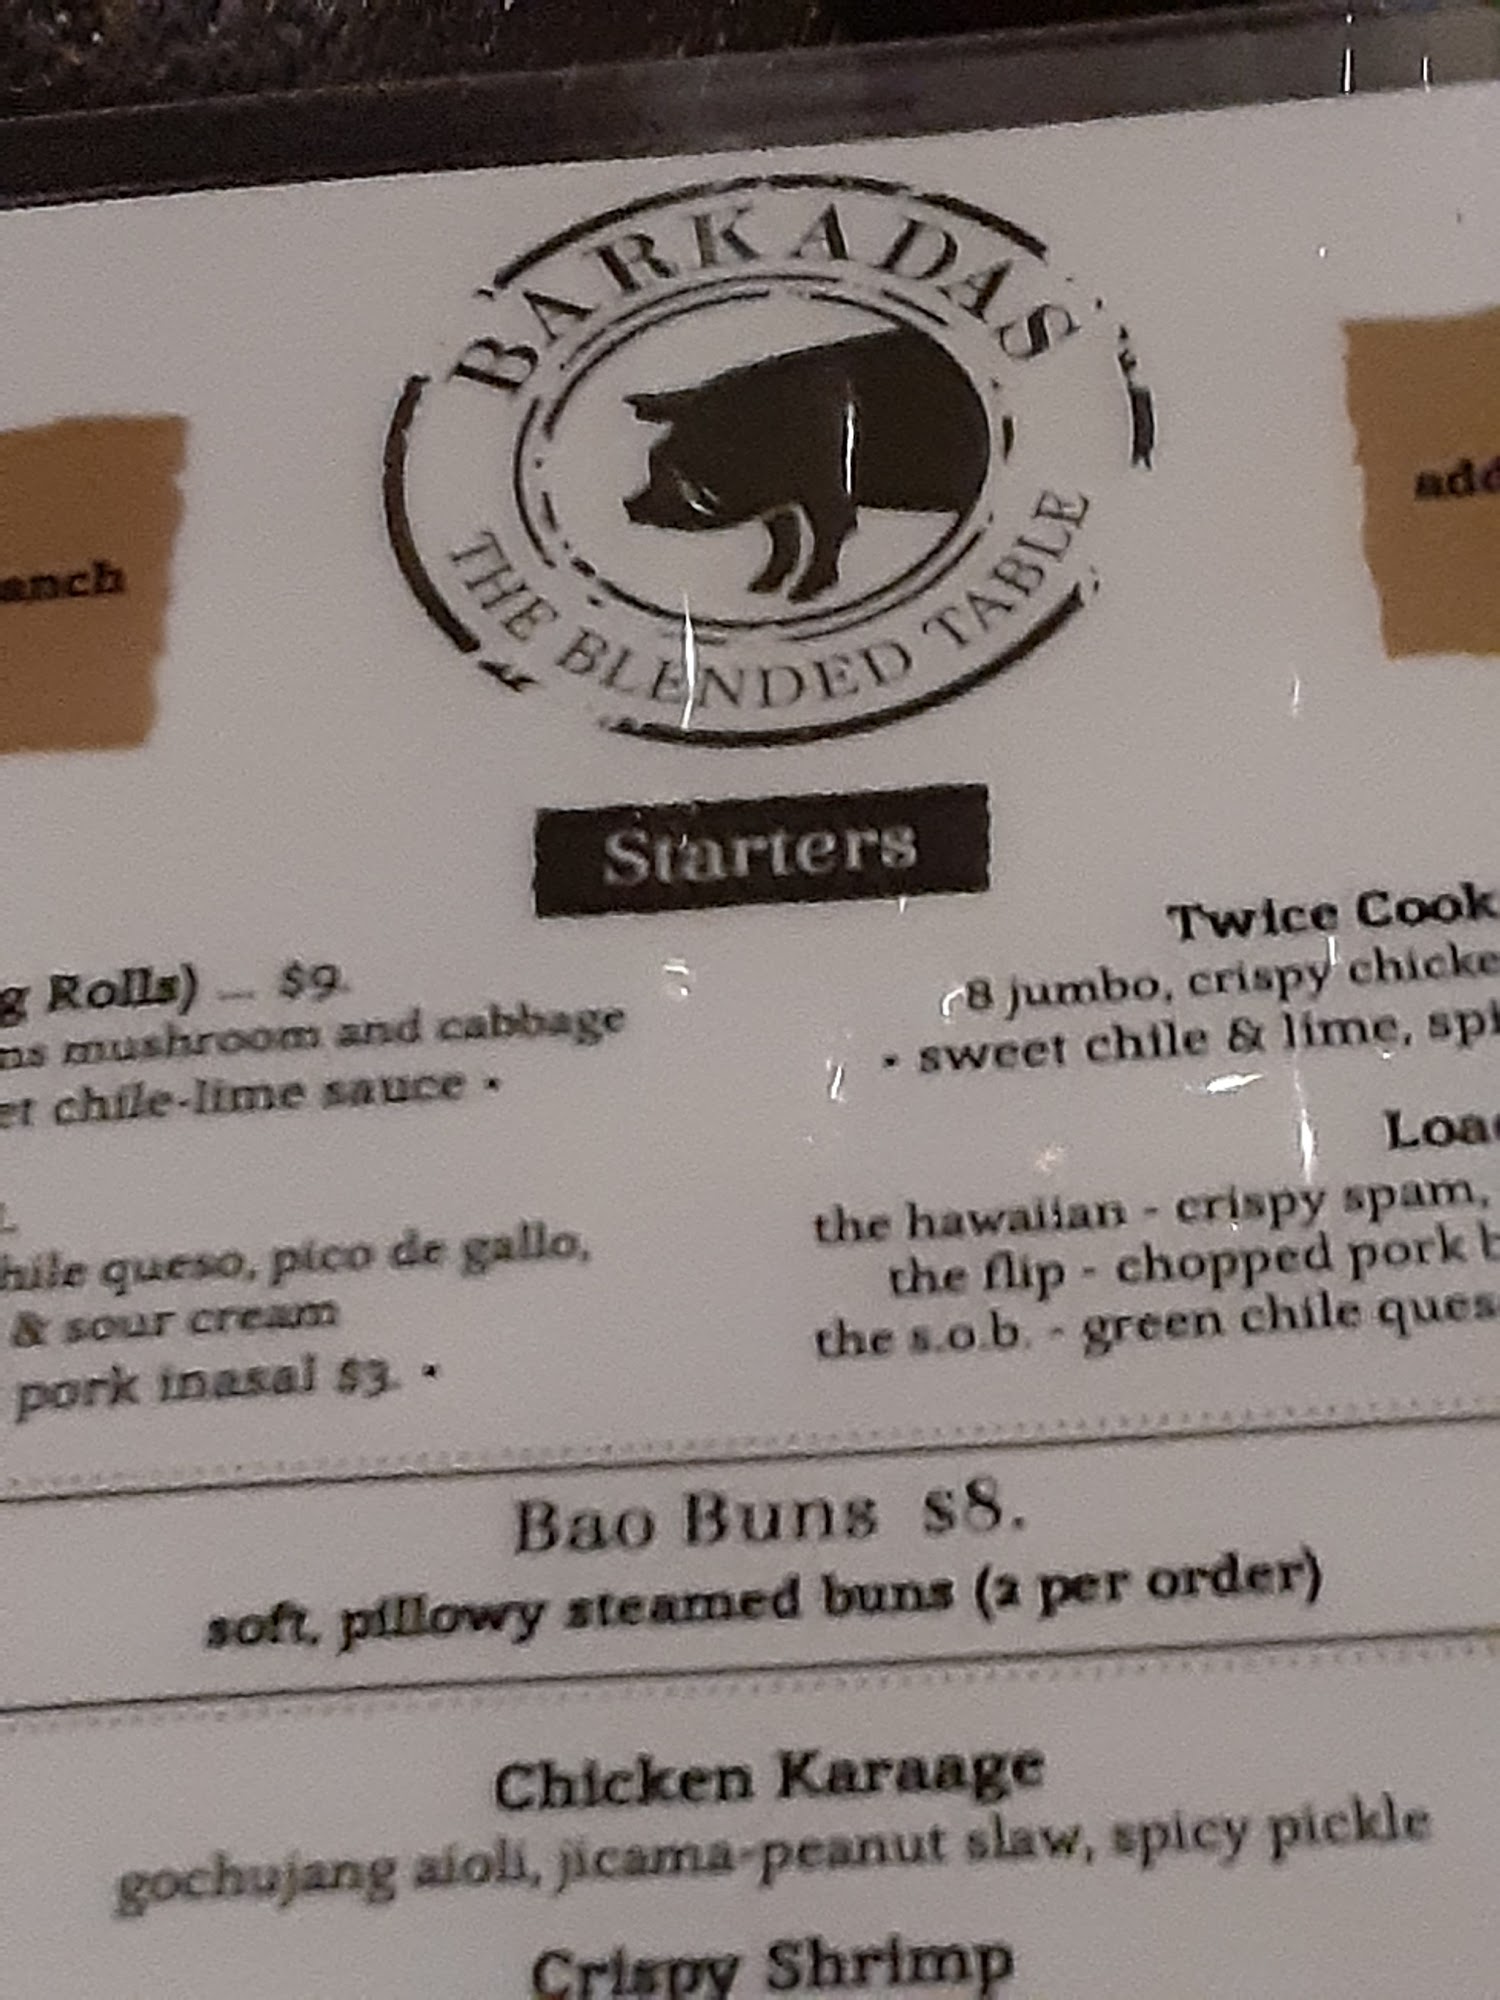 BARKADAS
THE BLENDED TABLE
anch
add
Starters
g Rolls) ... $9.
ns mushroom and cabbage
et chile-lime sauce •
hile queso, pico de gallo,
& sour cream
pork inasal $3. •
Twice Cook
8 jumbo, crispy chicke
• sweet chile & lime, spi
Loa
the hawaiian - crispy spam,
the flip - chopped pork b
the s.o.b. - green chile ques
Bao Buns $8.
soft, pillowy steamed buns (2 per order)
Chicken Karaage
gochujang aioli, jicama-peanut slaw, spicy pickle
Crispy Shrimp